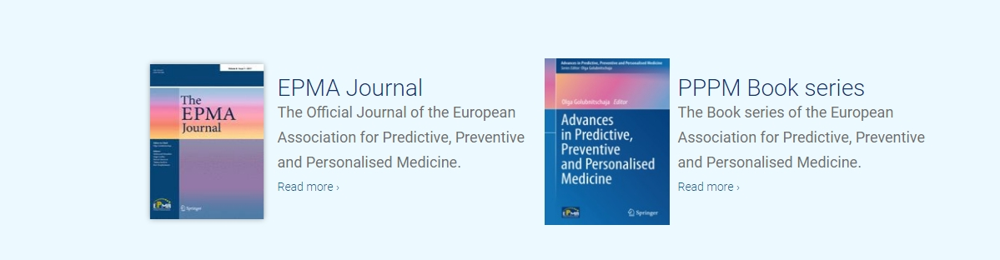 The
EPMA
Journal
Springer
EPMA Journal
The Official Journal of the European
Association for Predictive, Preventive
and Personalised Medicine.
Read more ›
Advances in Predictive, Preventive and Personalised Medicine
Series Editor: Olga Golubnitschaja
Olga Golubnitschaja Editor
Advances
in Predictive,
Preventive
and Personalised
Medicine
EPMA
Springer
PPPM Book series
The Book series of the European
Association for Predictive, Preventive
and Personalised Medicine.
Read more ›